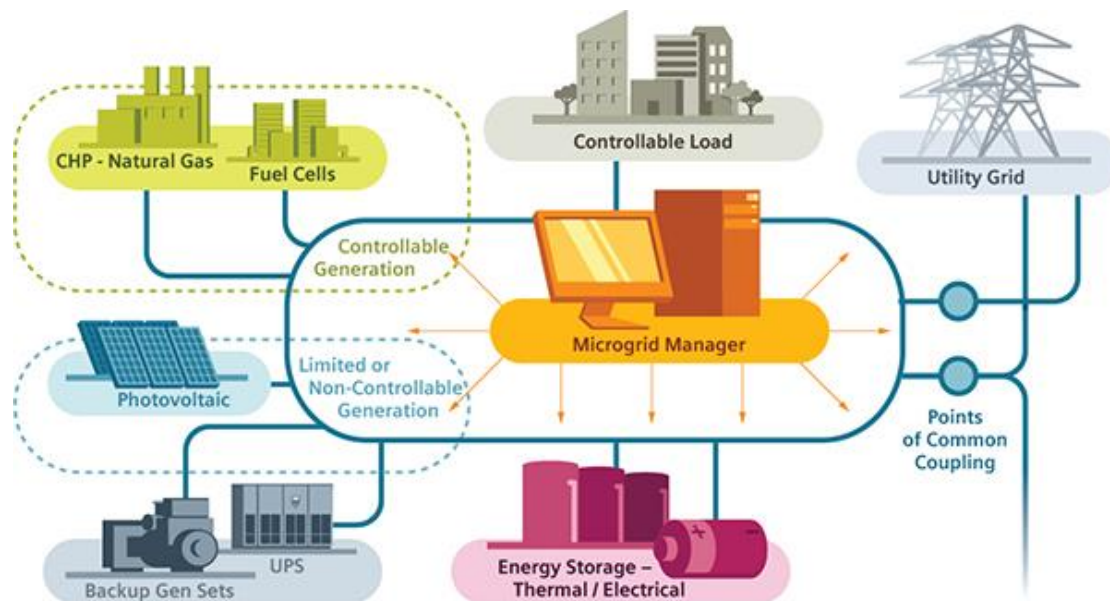 CHP - Natural Gas
Fuel Cells
Controllable Load
Utility Grid
Controllable
Generation
Microgrid Manager
Photovoltaic
Limited or
Non-Controllable
Generation
Points
of Common
Coupling
UPS
Backup Gen Sets
Energy Storage –
Thermal / Electrical
+
-